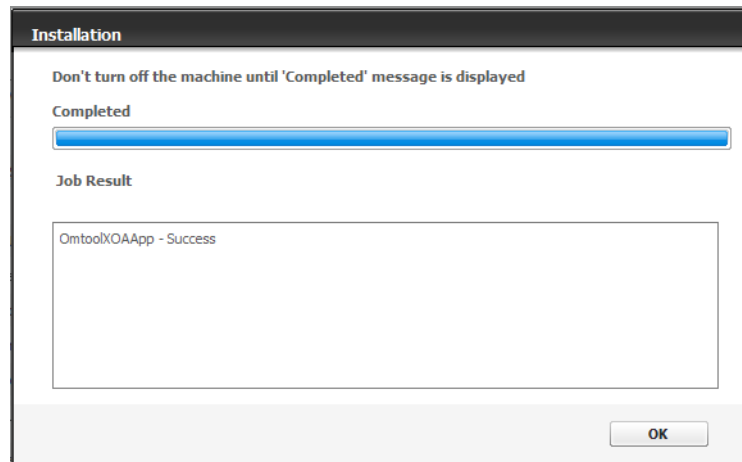 Installation
Don't turn off the machine until 'Completed' message is displayed
Completed
Job Result
OmtoolXOAApp - Success
OK